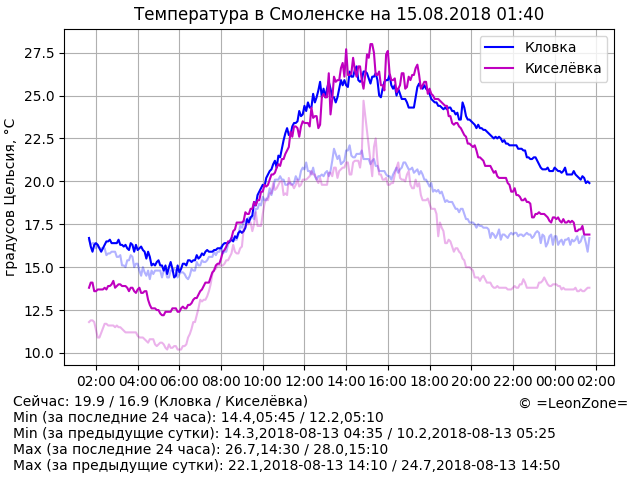 Температура в Смоленске на 15.08.2018 01:40
градусов Цельсия, °C
27.5
25.0
22.5
20.0
17.5
15.0
12.5
10.0
Кловка
Киселёвка
02:00 04:00 06:00 08:00 10:00 12:00 14:00 16:00 18:00 20:00 22:00 00:00 02:00
© =LeonZone=
Сейчас: 19.9 / 16.9 (Кловка / Киселёвка)
Min (за последние 24 часа): 14.4,05:45 / 12.2,05:10
Min (за предыдущие сутки): 14.3,2018-08-13 04:35 / 10.2,2018-08-13 05:25
Max (за последние 24 часа): 26.7,14:30 / 28.0,15:10
Max (за предыдущие сутки): 22.1,2018-08-13 14:10 / 24.7,2018-08-13 14:50